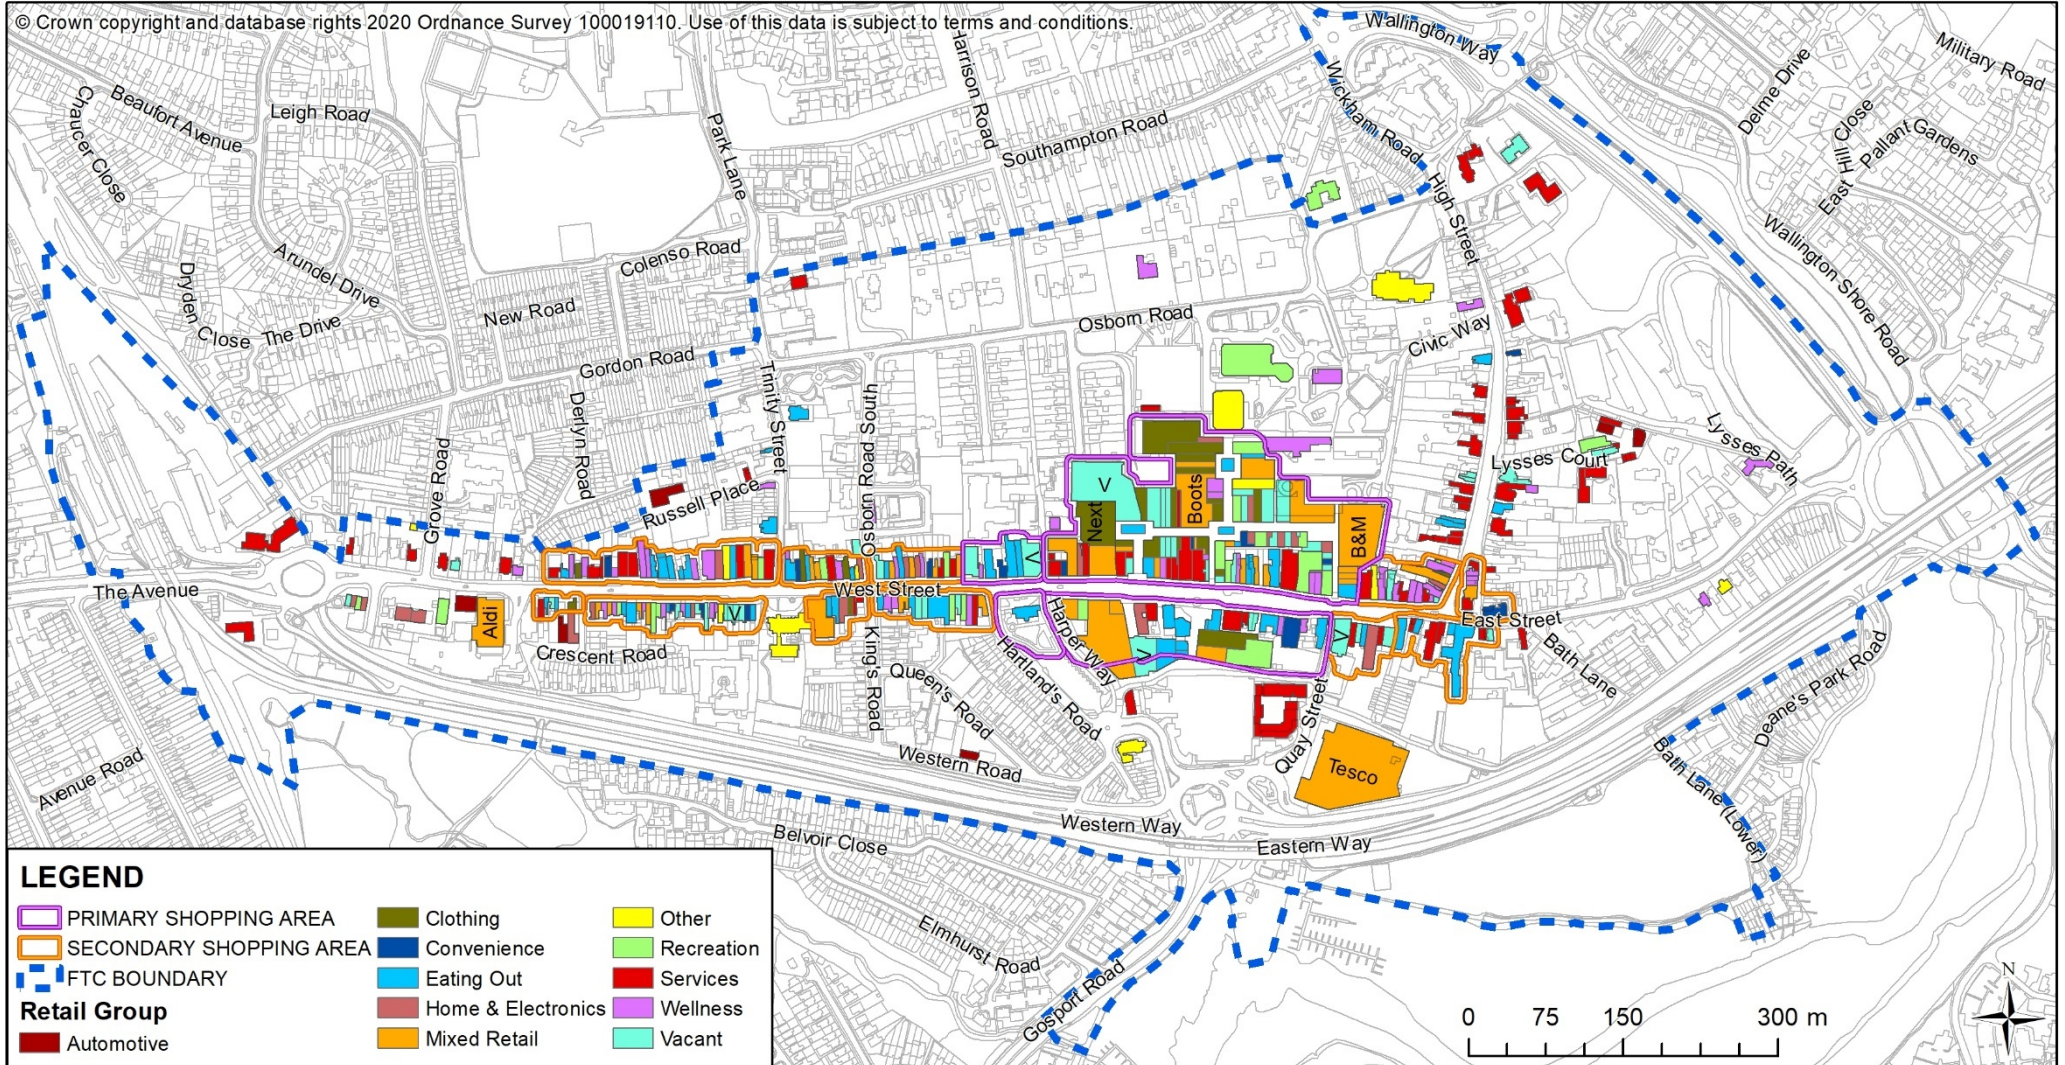 © Crown copyright and database rights 2020 Ordnance Survey 100019110. Use of this data is subject to terms and conditions.
Wallington Way
Military Road
Harrison Road
Wickham Road
Delme Drive
Chaucer Close
Beaufort Avenue
Leigh Road
Park Lane
Southampton Road
East Hill Close
Pallant Gardens
High Street
Wallington Shore Road
Colenso Road
Arundel Drive
Dryden Close
The Drive
New Road
Osborn Road
Civic Way
Gordon Road
Trinity Street
Osborn Road South
Derlyn Road
Grove Road
Lysses Path
Lysses Court
Russell Place
V
Next
Boots
B&M
V
The Avenue
West Street
Aldi
V
Harper Way
V
V
East Street
Crescent Road
King's Road
Queen's Road
Hartland's Road
Bath Lane
Deane's Park Road
Quay Street
Western Road
Tesco
Avenue Road
Bath Lane (Lower)
Belvoir Close
Western Way
Eastern Way
Elmhurst Road
Gosport Road
LEGEND
PRIMARY SHOPPING AREA
SECONDARY SHOPPING AREA
FTC BOUNDARY
Retail Group
Automotive
Clothing
Convenience
Eating Out
Home & Electronics
Mixed Retail
Other
Recreation
Services
Wellness
Vacant
0 75 150 300 m
N